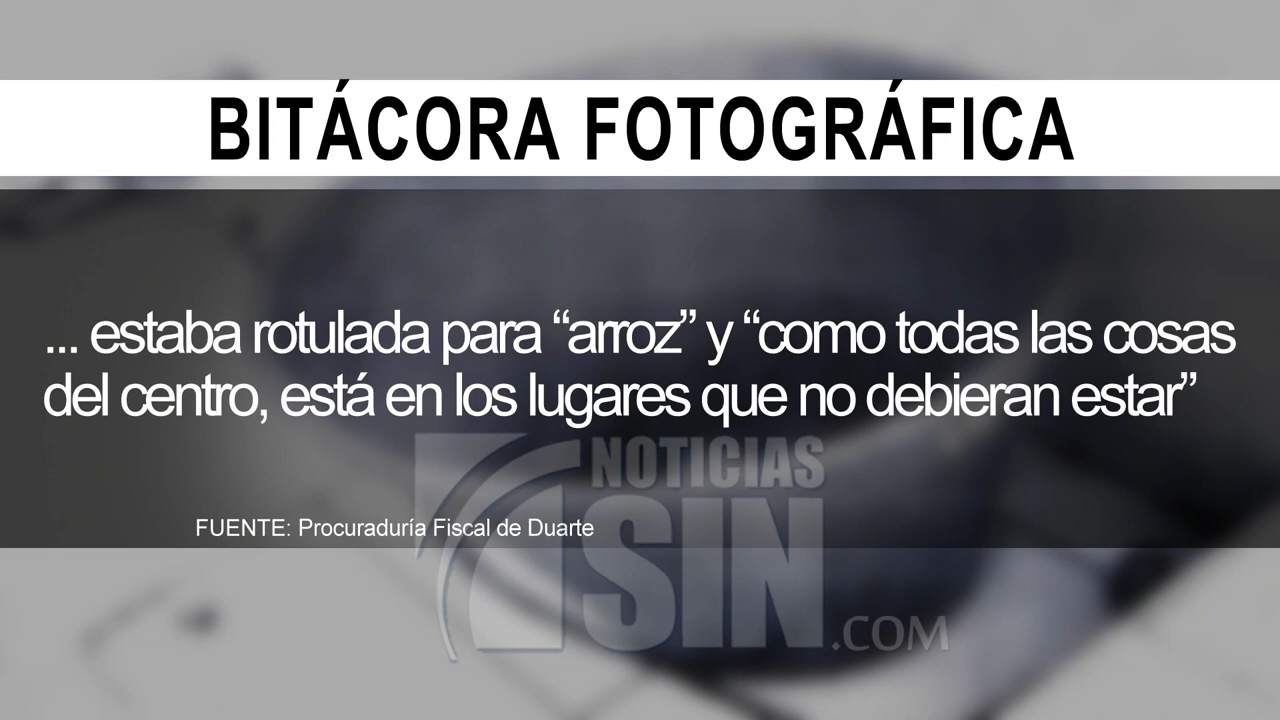 BITÁCORA FOTOGRÁFICA
... estaba rotulada para “arroz” y “como todas las cosas
del centro, está en los lugares que no debieran estar”
NOTICIAS
SIN
.COM
FUENTE: Procuraduría Fiscal de Duarte